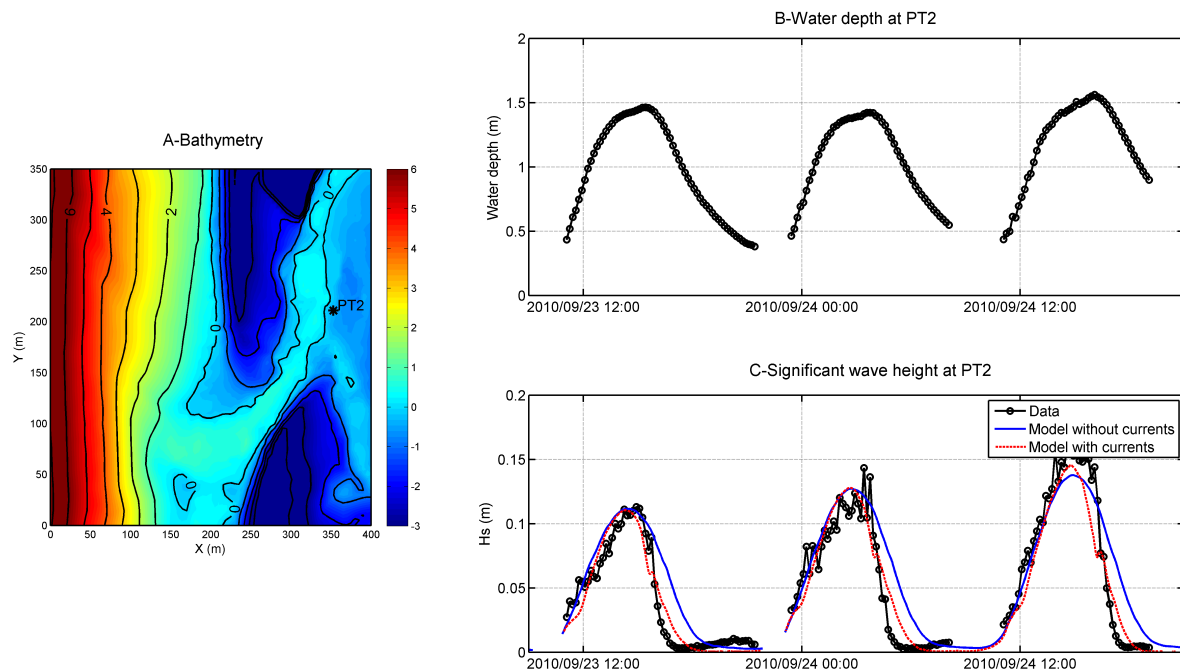 A-Bathymetry
Y (m)
350
300
250
200
150
100
50
0
0 50 100 150 200 250 300 350 400
X (m)
6 4 2 0
0
0
0
0
PT2
6
5
4
3
2
1
0
-1
-2
-3
B-Water depth at PT2
Water depth (m)
2
1.5
1
0.5
0
2010/09/23 12:00 2010/09/24 00:00 2010/09/24 12:00
C-Significant wave height at PT2
Hs (m)
0.2
0.15
0.1
0.05
0
Data
Model without currents
Model with currents
2010/09/23 12:00 2010/09/24 00:00 2010/09/24 12:00